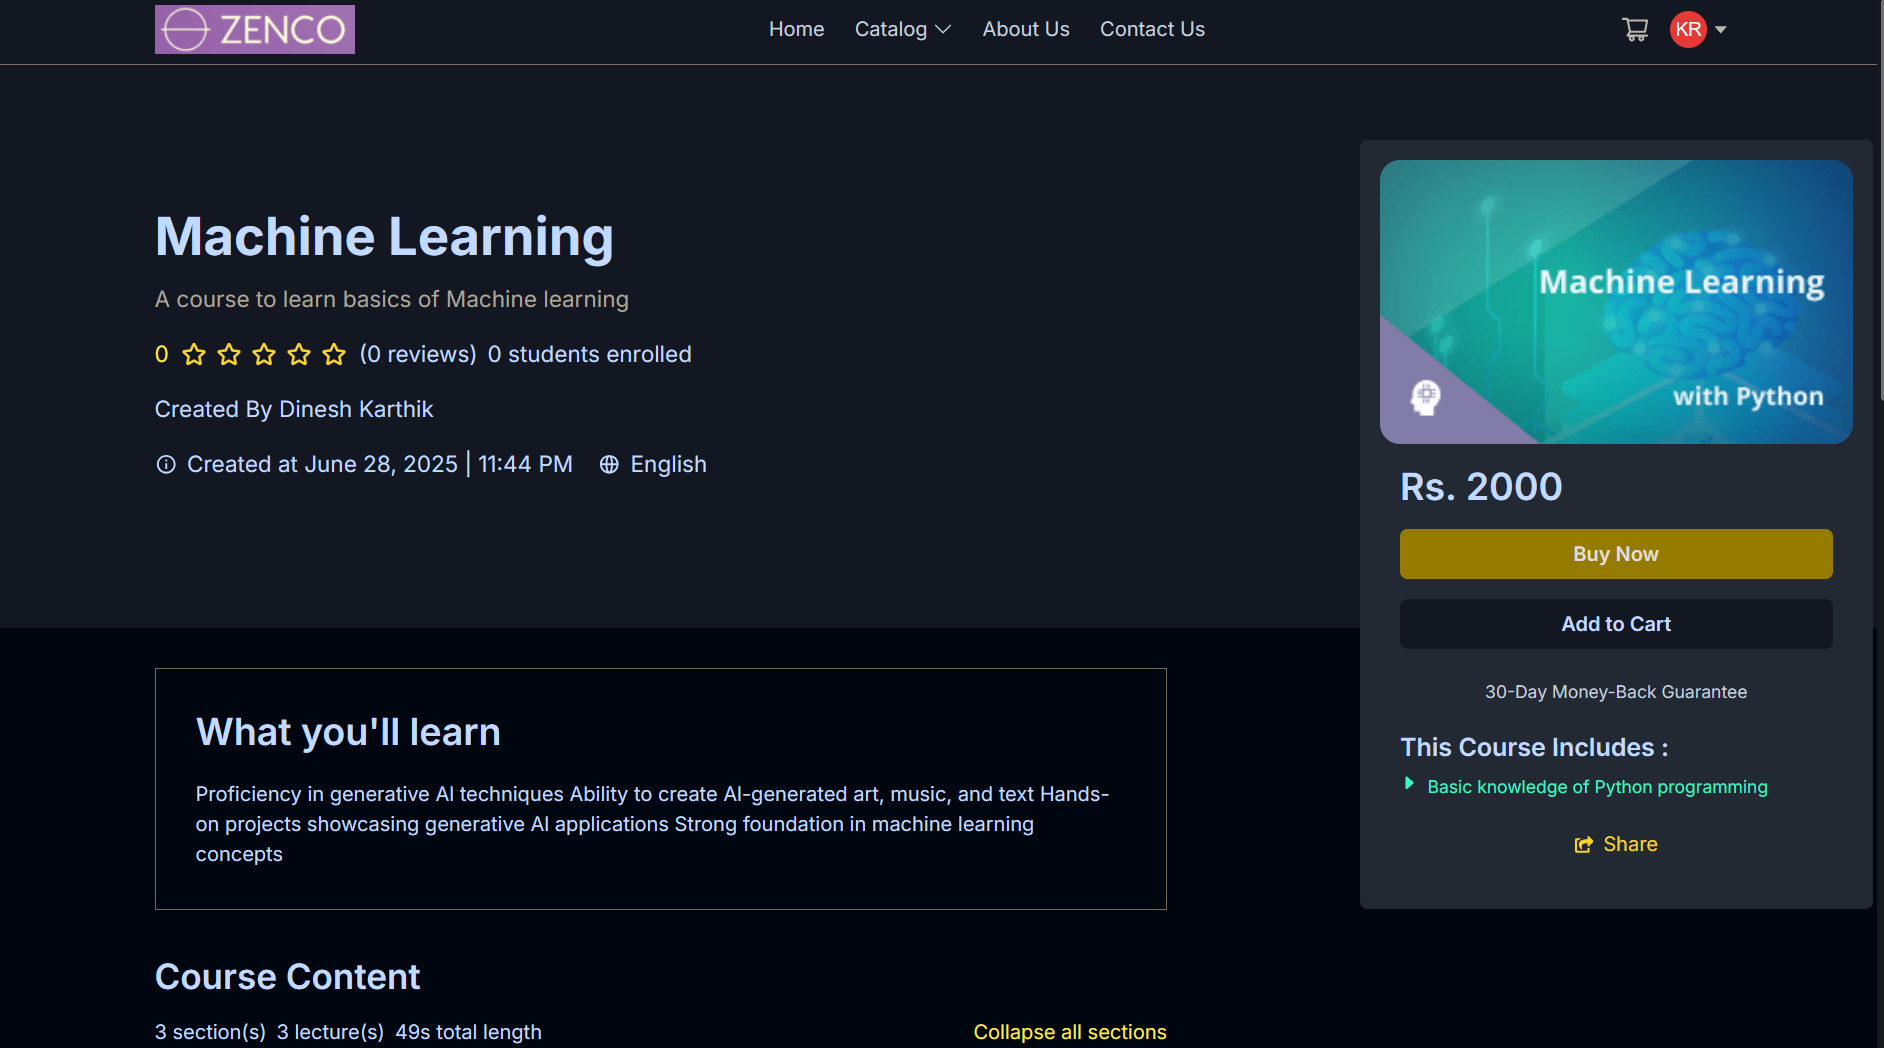 ZENCO
Home Catalog About Us Contact Us
KR
Machine Learning
A course to learn basics of Machine learning
0 (0 reviews) 0 students enrolled
Created By Dinesh Karthik
Created at June 28, 2025 | 11:44 PM English
Machine Learning
with Python
Rs. 2000
Buy Now
Add to Cart
30-Day Money-Back Guarantee
This Course Includes :
Basic knowledge of Python programming
Share
What you'll learn
Proficiency in generative AI techniques Ability to create AI-generated art, music, and text Hands-
on projects showcasing generative AI applications Strong foundation in machine learning
concepts
Course Content
3 section(s) 3 lecture(s) 49s total length
Collapse all sections